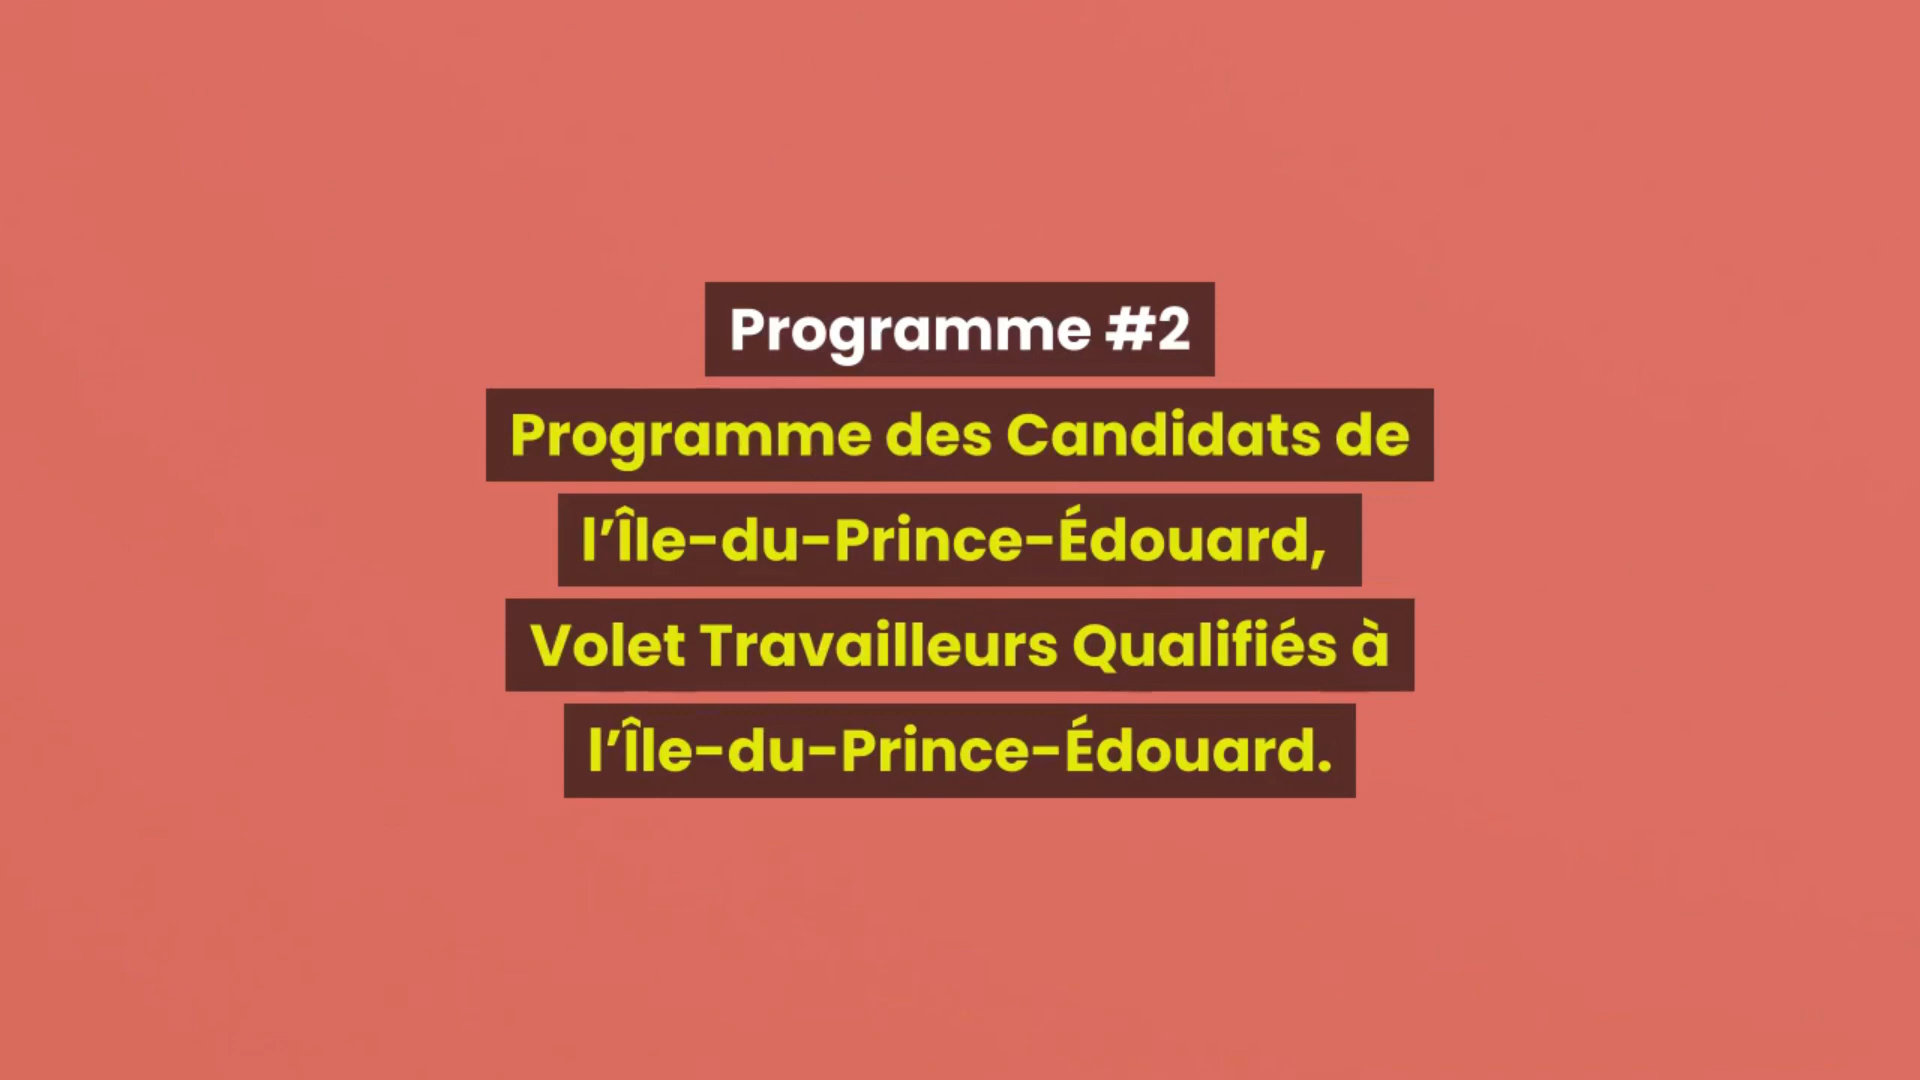 Programme #2
Programme des Candidats de
l’Île-du-Prince-Édouard,
Volet Travailleurs Qualifiés à
l’Île-du-Prince-Édouard.